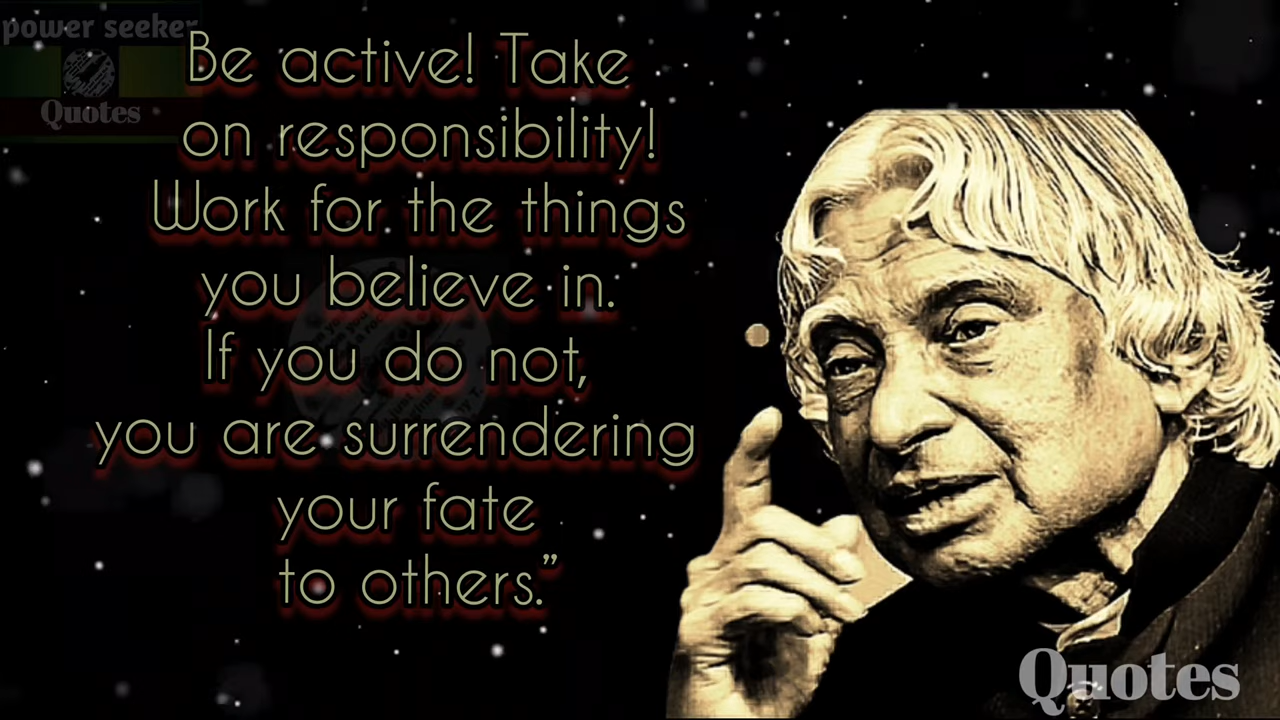 power seeker
Quotes
Be active! Take
on responsibility!
Work for the things
you believe in.
If you do not,
you are surrendering
your fate
to others.”
Quotes